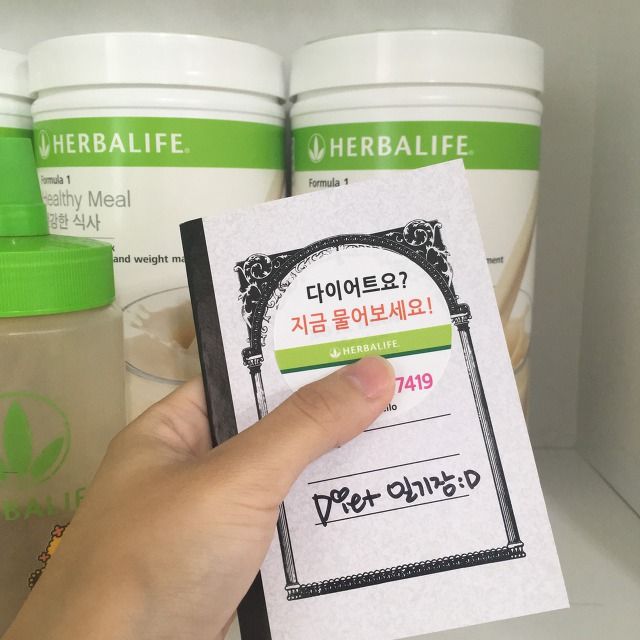 HERBALIFE
Formula 1
Healthy Meal
건강한 식사
and weight
HERBALIFE
Formula 1
다이어트요?
지금 물어보세요!
HERBALIFE
7419
Diet 일기장:D